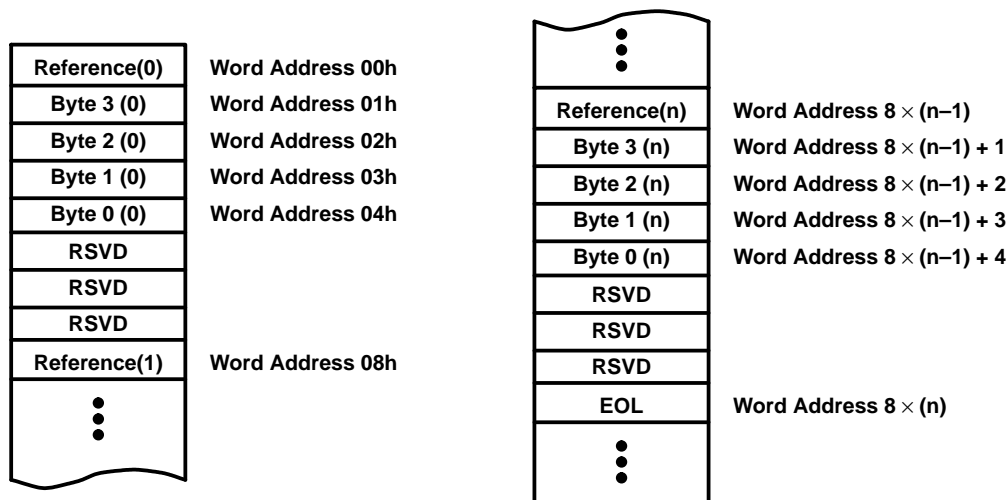 Reference(0) Word Address 00h
Byte 3 (0) Word Address 01h
Byte 2 (0) Word Address 02h
Byte 1 (0) Word Address 03h
Byte 0 (0) Word Address 04h
RSVD
RSVD
RSVD
Reference(1) Word Address 08h
Reference(n) Word Address 8 × (n–1)
Byte 3 (n) Word Address 8 × (n–1) + 1
Byte 2 (n) Word Address 8 × (n–1) + 2
Byte 1 (n) Word Address 8 × (n–1) + 3
Byte 0 (n) Word Address 8 × (n–1) + 4
RSVD
RSVD
RSVD
EOL Word Address 8 × (n)